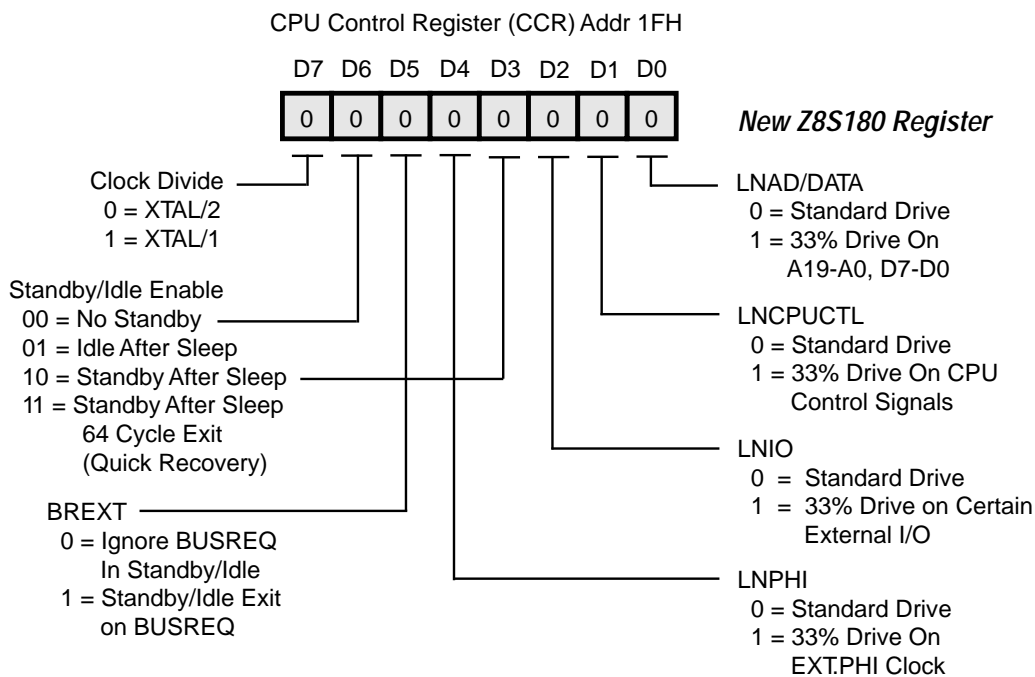 CPU Control Register (CCR) Addr 1FH
D7 D6 D5 D4 D3 D2 D1 D0
0 0 0 0 0 0 0 0
New Z8S180 Register
Clock Divide
0 = XTAL/2
1 = XTAL/1
Standby/Idle Enable
00 = No Standby
01 = Idle After Sleep
10 = Standby After Sleep
11 = Standby After Sleep
64 Cycle Exit
(Quick Recovery)
BREXT
0 = Ignore BUSREQ
In Standby/Idle
1 = Standby/Idle Exit
on BUSREQ
LNAD/DATA
0 = Standard Drive
1 = 33% Drive On
A19-A0, D7-D0
LNCPUCTL
0 = Standard Drive
1 = 33% Drive On CPU
Control Signals
LNIO
0 = Standard Drive
1 = 33% Drive on Certain
External I/O
LNPHI
0 = Standard Drive
1 = 33% Drive On
EXT.PHI Clock